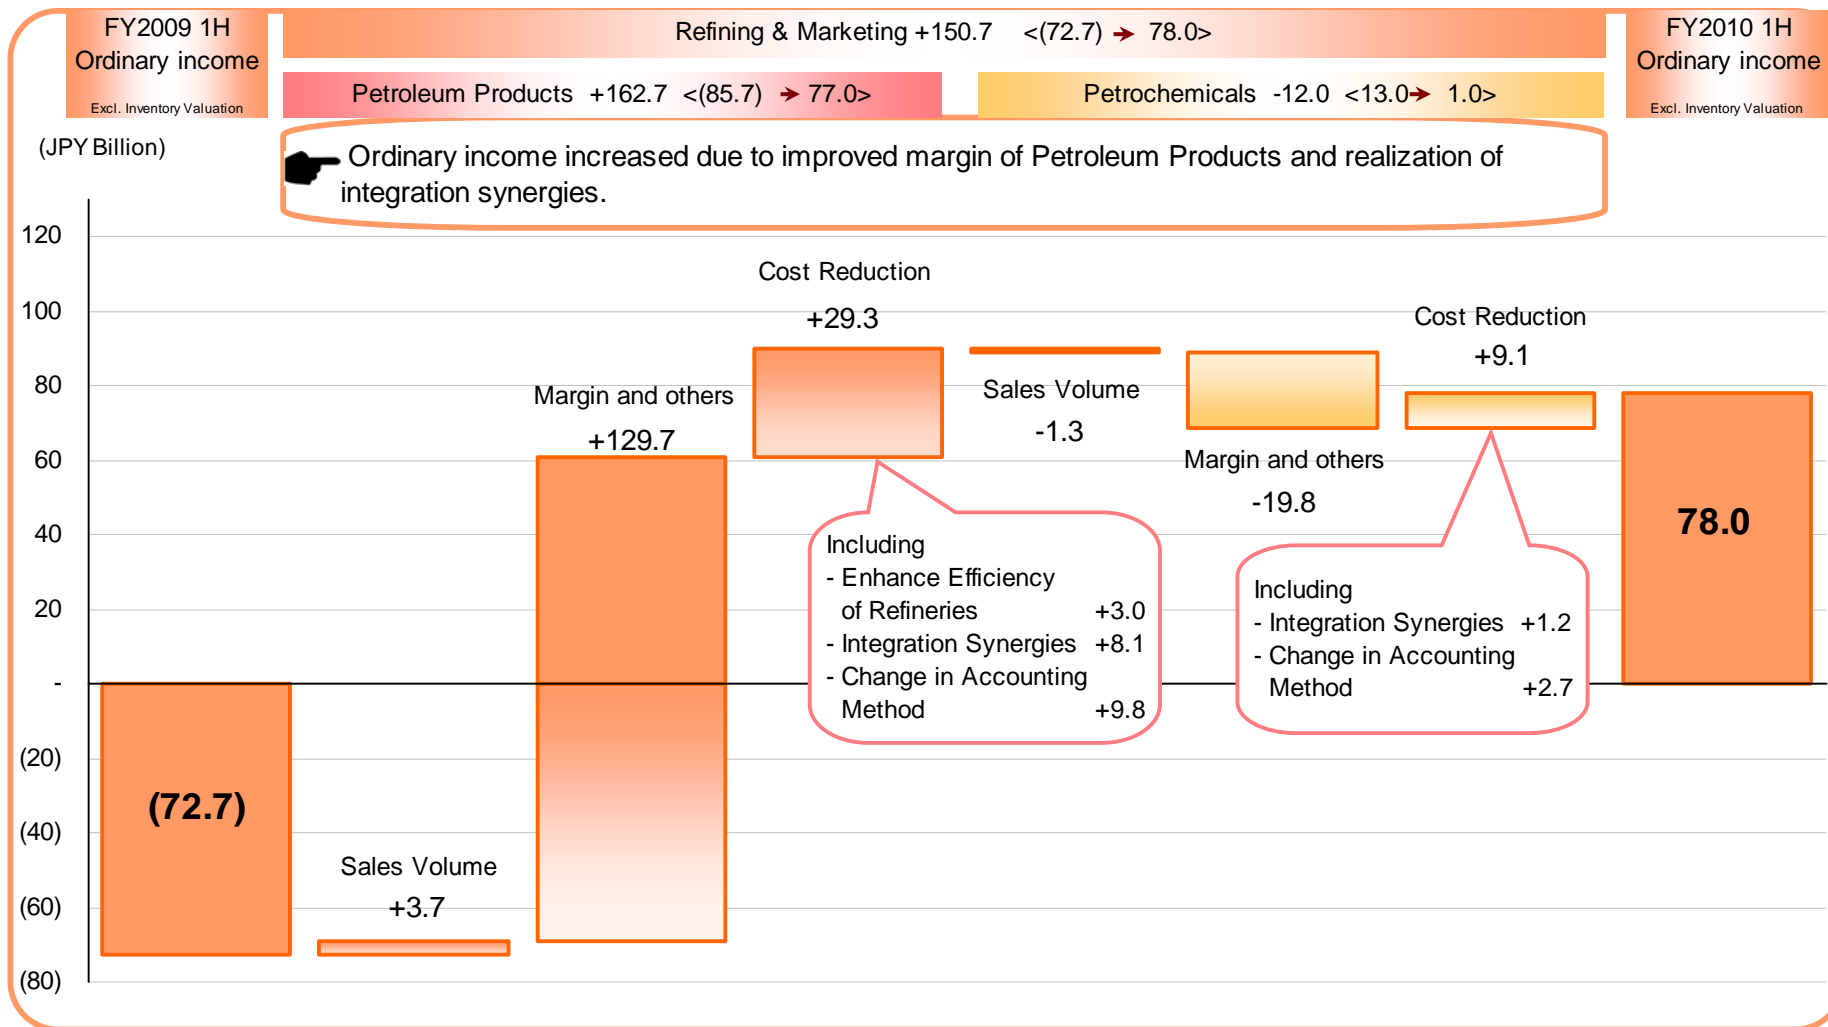 FY2009 1H
Ordinary income
Excl. Inventory Valuation
Refining & Marketing +150.7 <(72.7) → 78.0>
Petroleum Products +162.7 <(85.7) → 77.0>
Petrochemicals -12.0 <13.0→ 1.0>
FY2010 1H
Ordinary income
Excl. Inventory Valuation
(JPY Billion)
Ordinary income increased due to improved margin of Petroleum Products and realization of
integration synergies.
120
100
80
60
40
20
-
(20)
(40)
(60)
(80)
(72.7)
Sales Volume
+3.7
Margin and others
+129.7
Cost Reduction
+29.3
Including
- Enhance Efficiency
of Refineries +3.0
- Integration Synergies +8.1
- Change in Accounting
Method +9.8
Sales Volume
-1.3
Margin and others
-19.8
Cost Reduction
+9.1
Including
- Integration Synergies +1.2
- Change in Accounting
Method +2.7
78.0